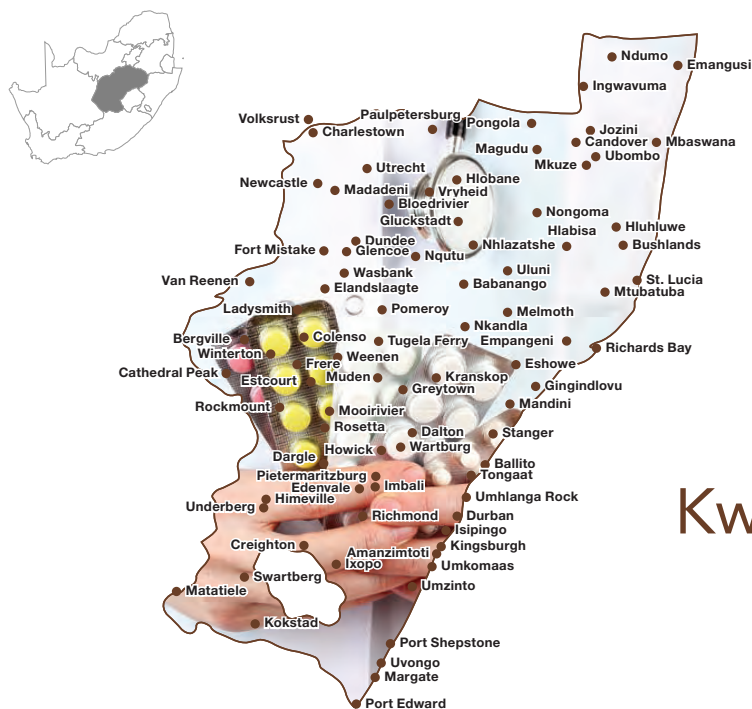 Ndumo
Emangusi
Ingwavuma
Volksrust
Paulpetersburg
Pongola
Charlestown
Jozini
Candover
Mbaswana
Magudu
Ubombo
Mkuze
Utrecht
Hlobane
Newcastle
Madadeni
Vryheid
Bloedrivier
Gluckstadt
Nongoma
Hluhluwe
Hlabisa
Dundee
Nhlazatshe
Bushlands
Fort Mistake
Glencoe
Nqutu
Wasbank
Uluni
Van Reenen
Elandslaagte
Babanango
St. Lucia
Mtubatuba
Ladysmith
Pomeroy
Melmoth
Nkandla
Bergville
Colenso
Tugela Ferry
Empangeni
Richards Bay
Winterton
Weenen
Frere
Eshowe
Cathedral Peak
Estcourt
Muden
Kranskop
Greytown
Gingindlovu
Rockmount
Mooirivier
Mandini
Rosetta
Dalton
Stanger
Howick
Wartburg
Dargle
Ballito
Pietermaritzburg
Tongaat
Edenvale
Imbali
Himeville
Umhlanga Rock
Underberg
Richmond
Durban
Isipingo
Kw
Creighton
Amanzimtoti
Kingsburgh
Ixopo
Umkomaas
Swartberg
Matatiele
Umzinto
Kokstad
Port Shepstone
Uvongo
Margate
Port Edward